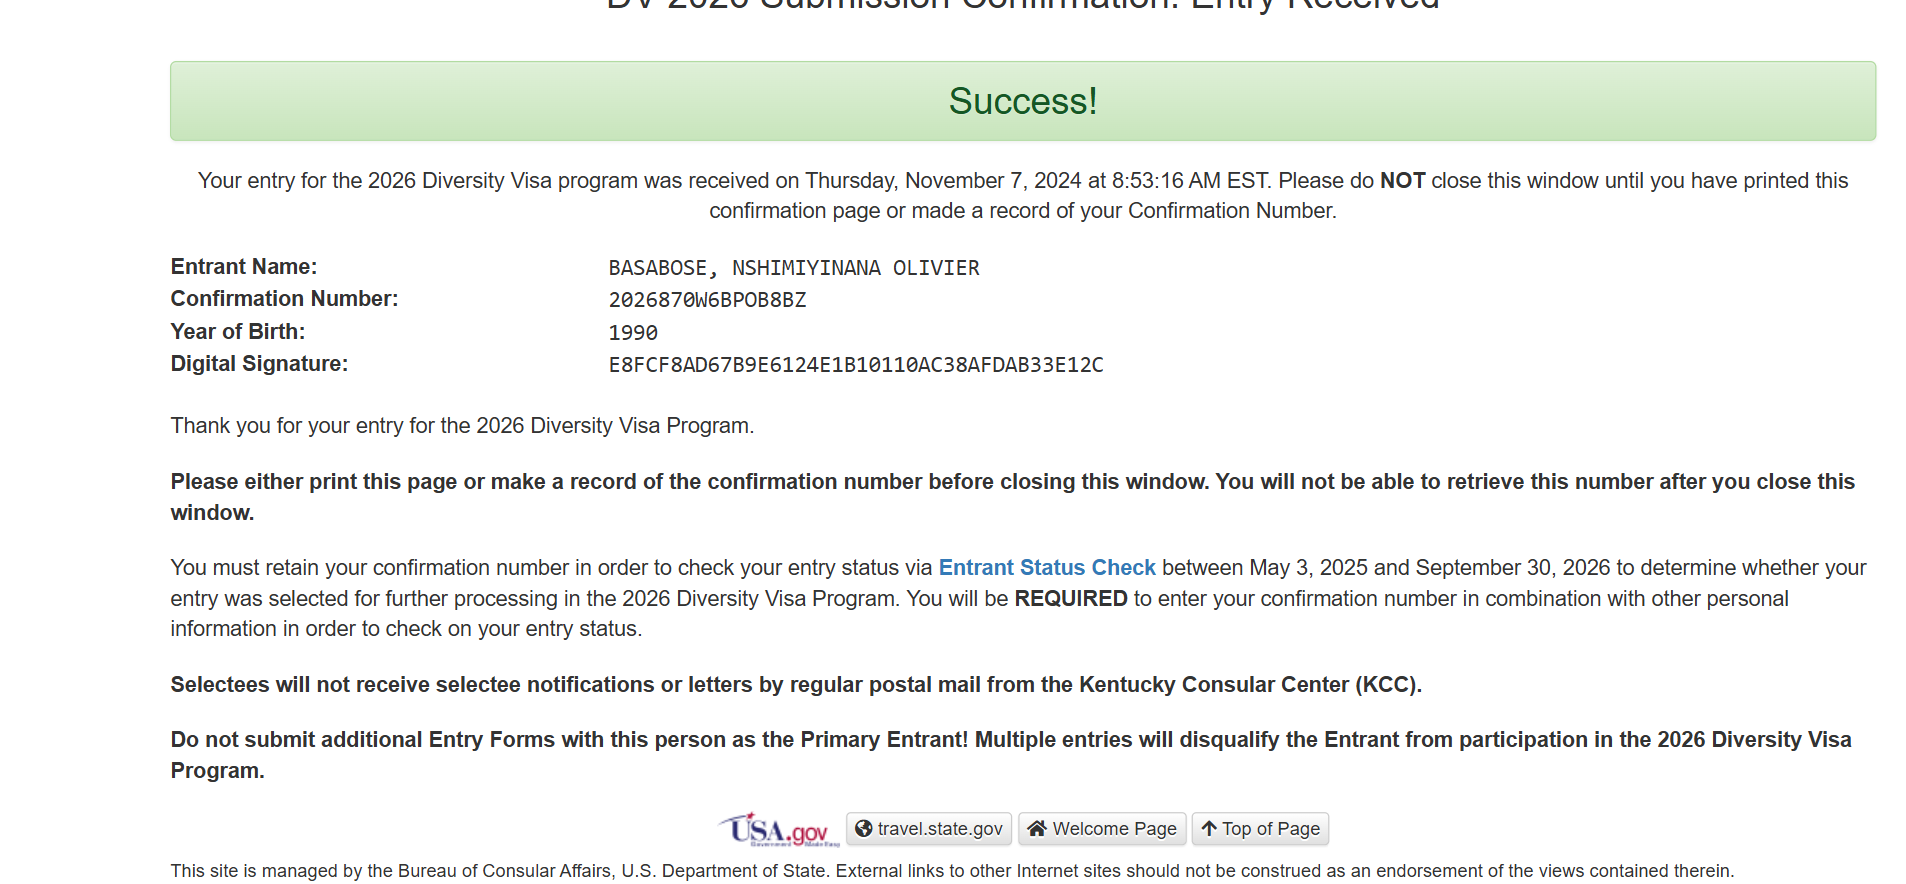 DV 2026 Submission Confirmation: Entry Received
Success!
Your entry for the 2026 Diversity Visa program was received on Thursday, November 7, 2024 at 8:53:16 AM EST. Please do NOT close this window until you have printed this
confirmation page or made a record of your Confirmation Number.
Entrant Name: BASABOSE, NSHIMIYINANA OLIVIER
Confirmation Number: 2026870W6BPOB8BZ
Year of Birth: 1990
Digital Signature: E8FCF8AD67B9E6124E1B10110AC38AFDAB33E12C
Thank you for your entry for the 2026 Diversity Visa Program.
Please either print this page or make a record of the confirmation number before closing this window. You will not be able to retrieve this number after you close this
window.
You must retain your confirmation number in order to check your entry status via Entrant Status Check between May 3, 2025 and September 30, 2026 to determine whether your
entry was selected for further processing in the 2026 Diversity Visa Program. You will be REQUIRED to enter your confirmation number in combination with other personal
information in order to check on your entry status.
Selectees will not receive selectee notifications or letters by regular postal mail from the Kentucky Consular Center (KCC).
Do not submit additional Entry Forms with this person as the Primary Entrant! Multiple entries will disqualify the Entrant from participation in the 2026 Diversity Visa
Program.
USA.gov travel.state.gov Welcome Page Top of Page
Government Made Easy
This site is managed by the Bureau of Consular Affairs, U.S. Department of State. External links to other Internet sites should not be construed as an endorsement of the views contained therein.